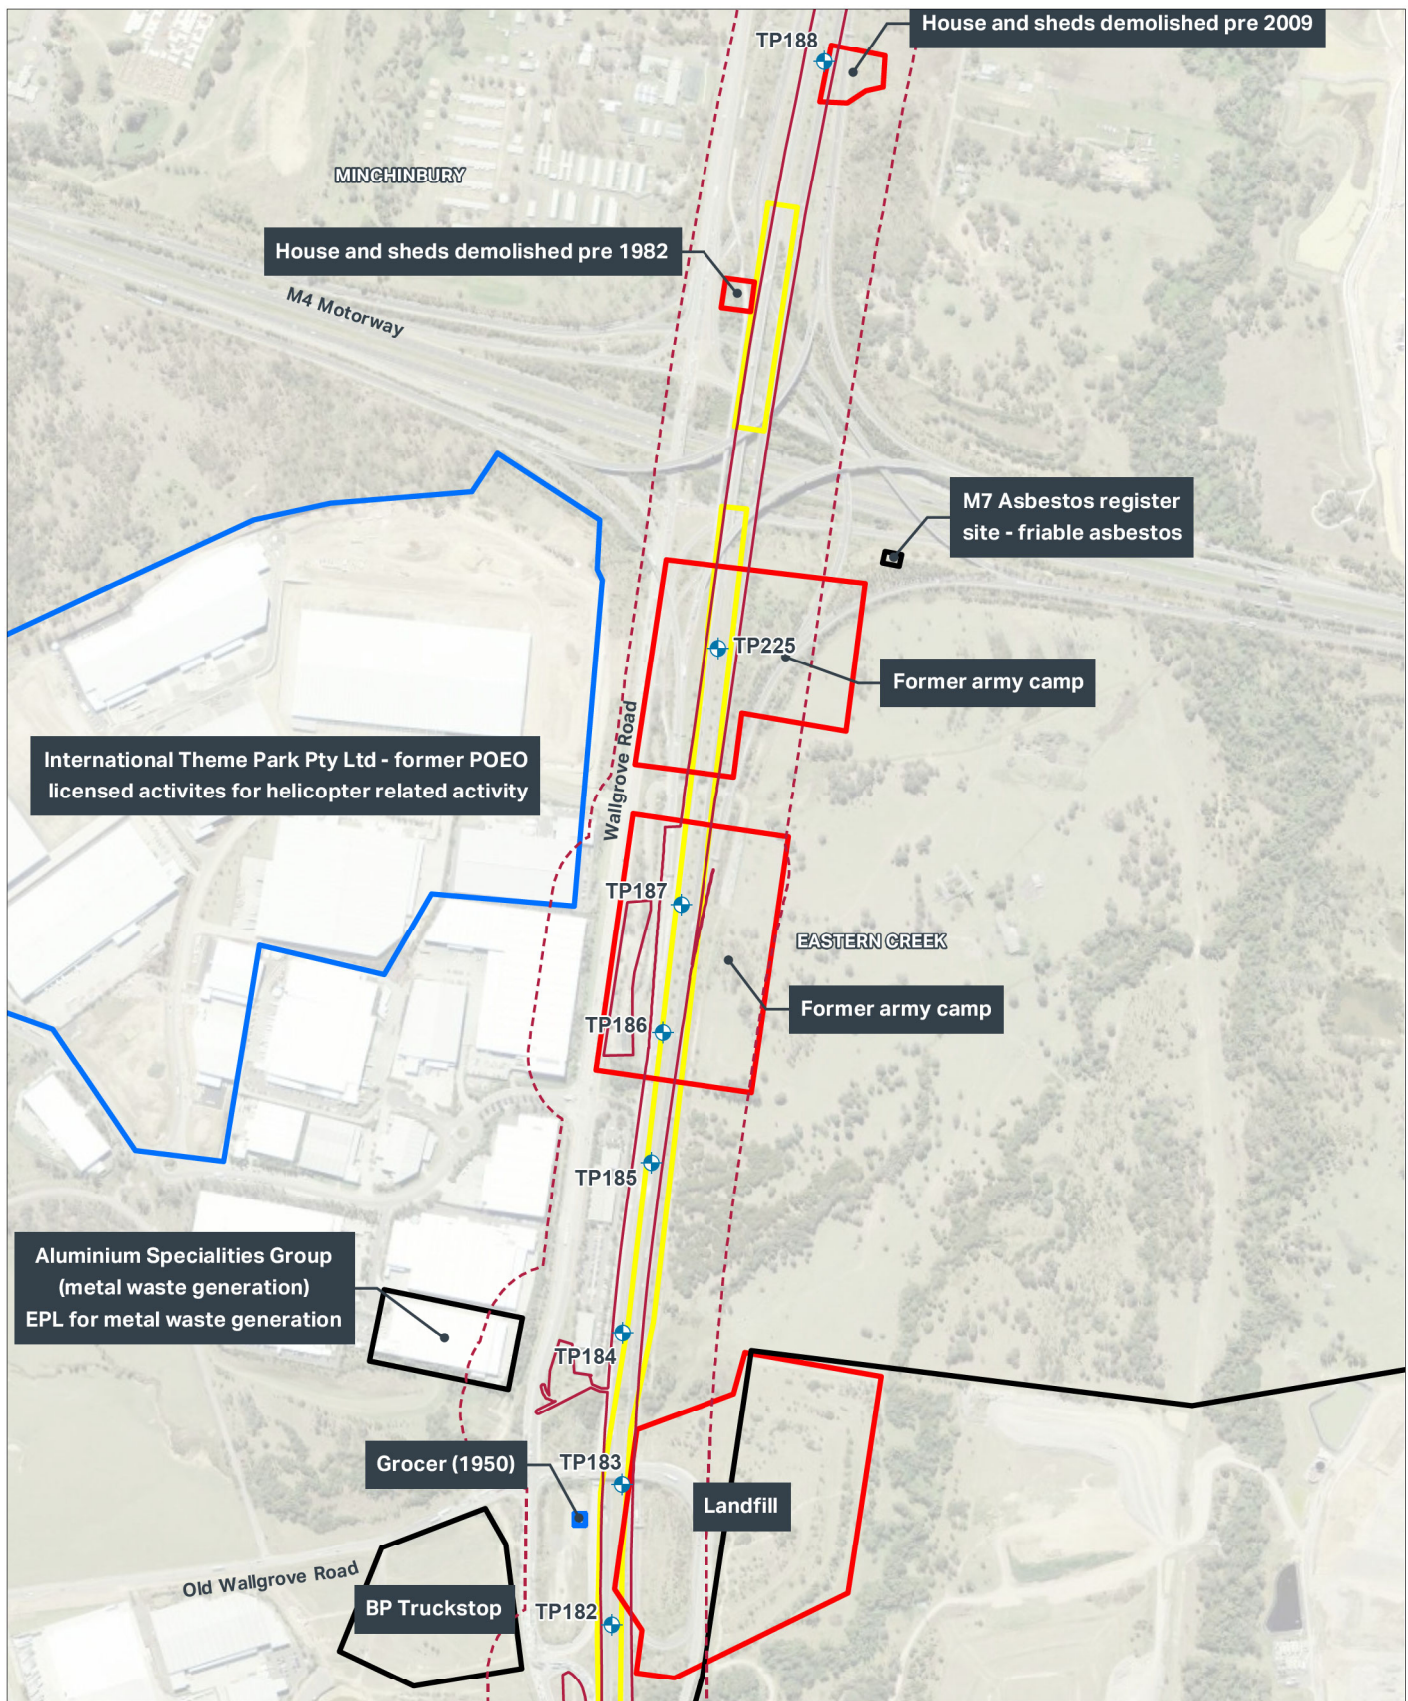 House and sheds demolished pre 2009
TP188
MINCHINBURY
House and sheds demolished pre 1982
M4 Motorway
M7 Asbestos register
site - friable asbestos
TP225
Former army camp
Wallgrove Road
International Theme Park Pty Ltd - former POEO
licensed activites for helicopter related activity
TP187
EASTERN CREEK
Former army camp
TP186
TP185
Aluminium Specialities Group
(metal waste generation)
EPL for metal waste generation
TP184
Grocer (1950)
TP183
Landfill
Old Wallgrove Road
BP Truckstop
TP182